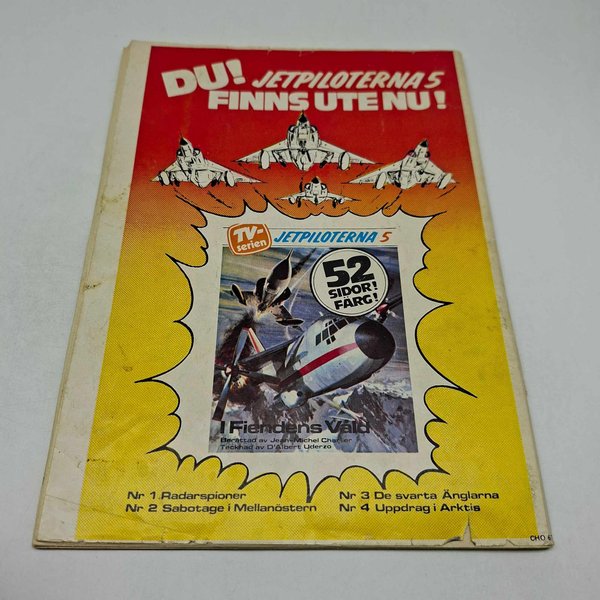 DU! JETPILOTERNA 5
FINNS UTE NU!
TV-
serien
JETPILOTERNA 5
52
SIDOR!
FÄRG!
I Fiendens Våld
Berättad av Jean-Michel Charlier
Tecknad av D'Albert Uderzo
Nr 1 Radarspioner
Nr 2 Sabotage i Mellanöstern
Nr 3 De svarta Änglarna
Nr 4 Uppdrag i Arktis
CHO